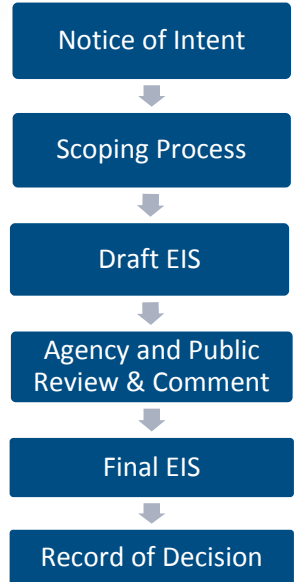 Notice of Intent
Scoping Process
Draft EIS
Agency and Public
Review & Comment
Final EIS
Record of Decision